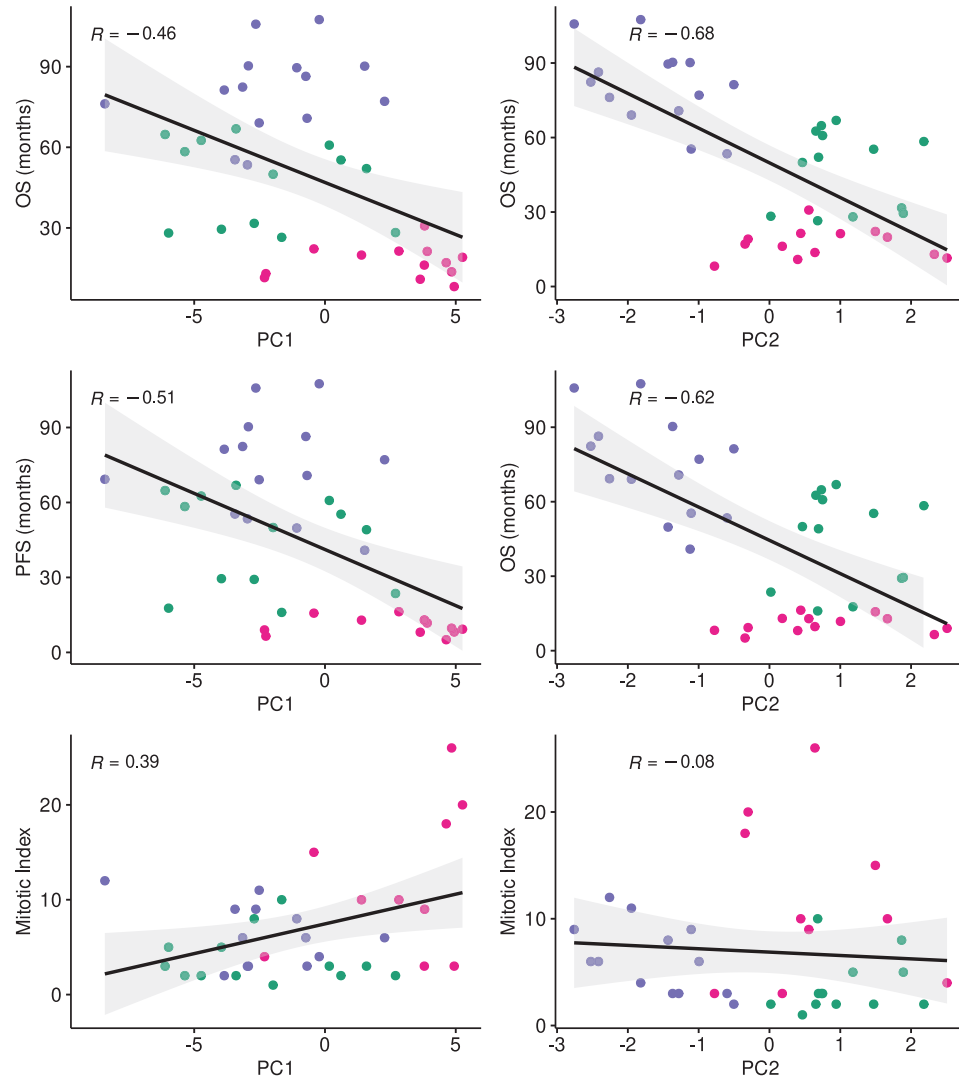 R = −0.46
OS (months)
90
60
30
-5
0
5
PC1
R = −0.68
OS (months)
90
60
30
0
-3
-2
-1
0
1
2
PC2
R = −0.51
PFS (months)
90
60
30
0
-5
0
5
PC1
R = −0.62
OS (months)
90
60
30
0
-3
-2
-1
0
1
2
PC2
R = 0.39
Mitotic Index
20
10
0
-5
0
5
PC1
R = −0.08
Mitotic Index
20
10
0
-3
-2
-1
0
1
2
PC2